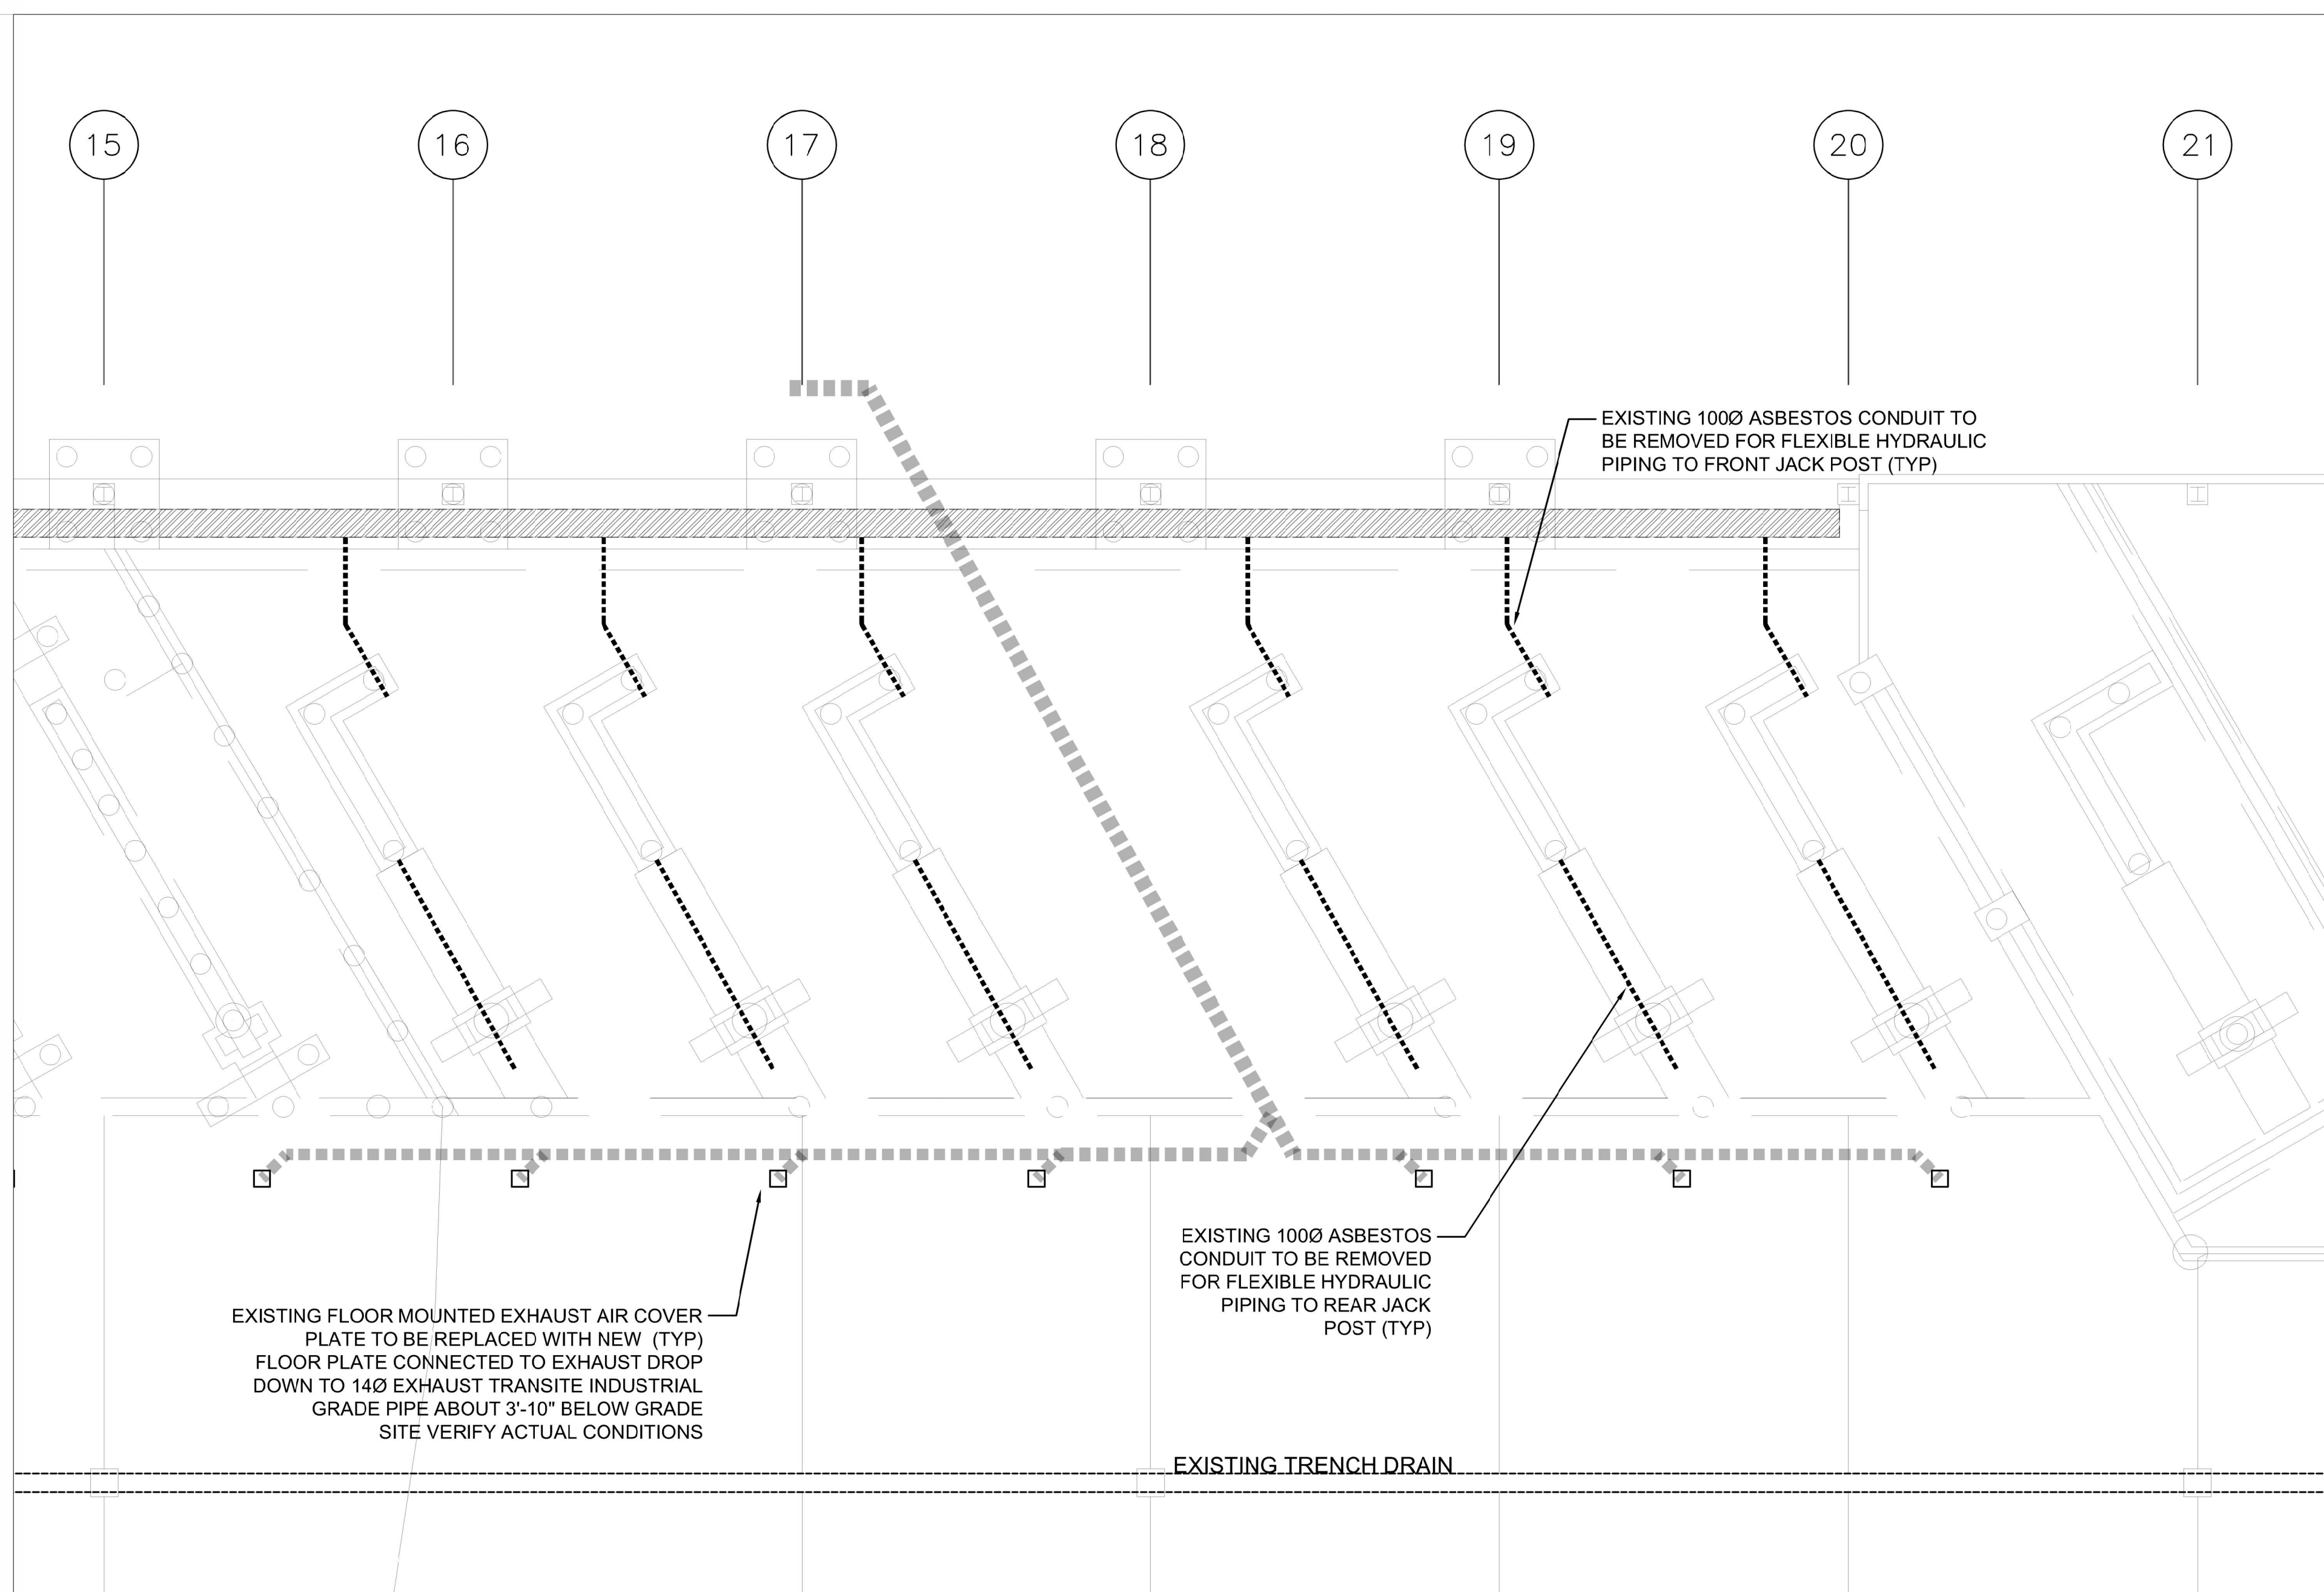 15 16 17 18 19 20 21
EXISTING 100Ø ASBESTOS CONDUIT TO
BE REMOVED FOR FLEXIBLE HYDRAULIC
PIPING TO FRONT JACK POST (TYP)
EXISTING 100Ø ASBESTOS
CONDUIT TO BE REMOVED
FOR FLEXIBLE HYDRAULIC
PIPING TO REAR JACK
POST (TYP)
EXISTING FLOOR MOUNTED EXHAUST AIR COVER
PLATE TO BE REPLACED WITH NEW (TYP)
FLOOR PLATE CONNECTED TO EXHAUST DROP
DOWN TO 14Ø EXHAUST TRANSITE INDUSTRIAL
GRADE PIPE ABOUT 3'-10" BELOW GRADE
SITE VERIFY ACTUAL CONDITIONS
EXISTING TRENCH DRAIN